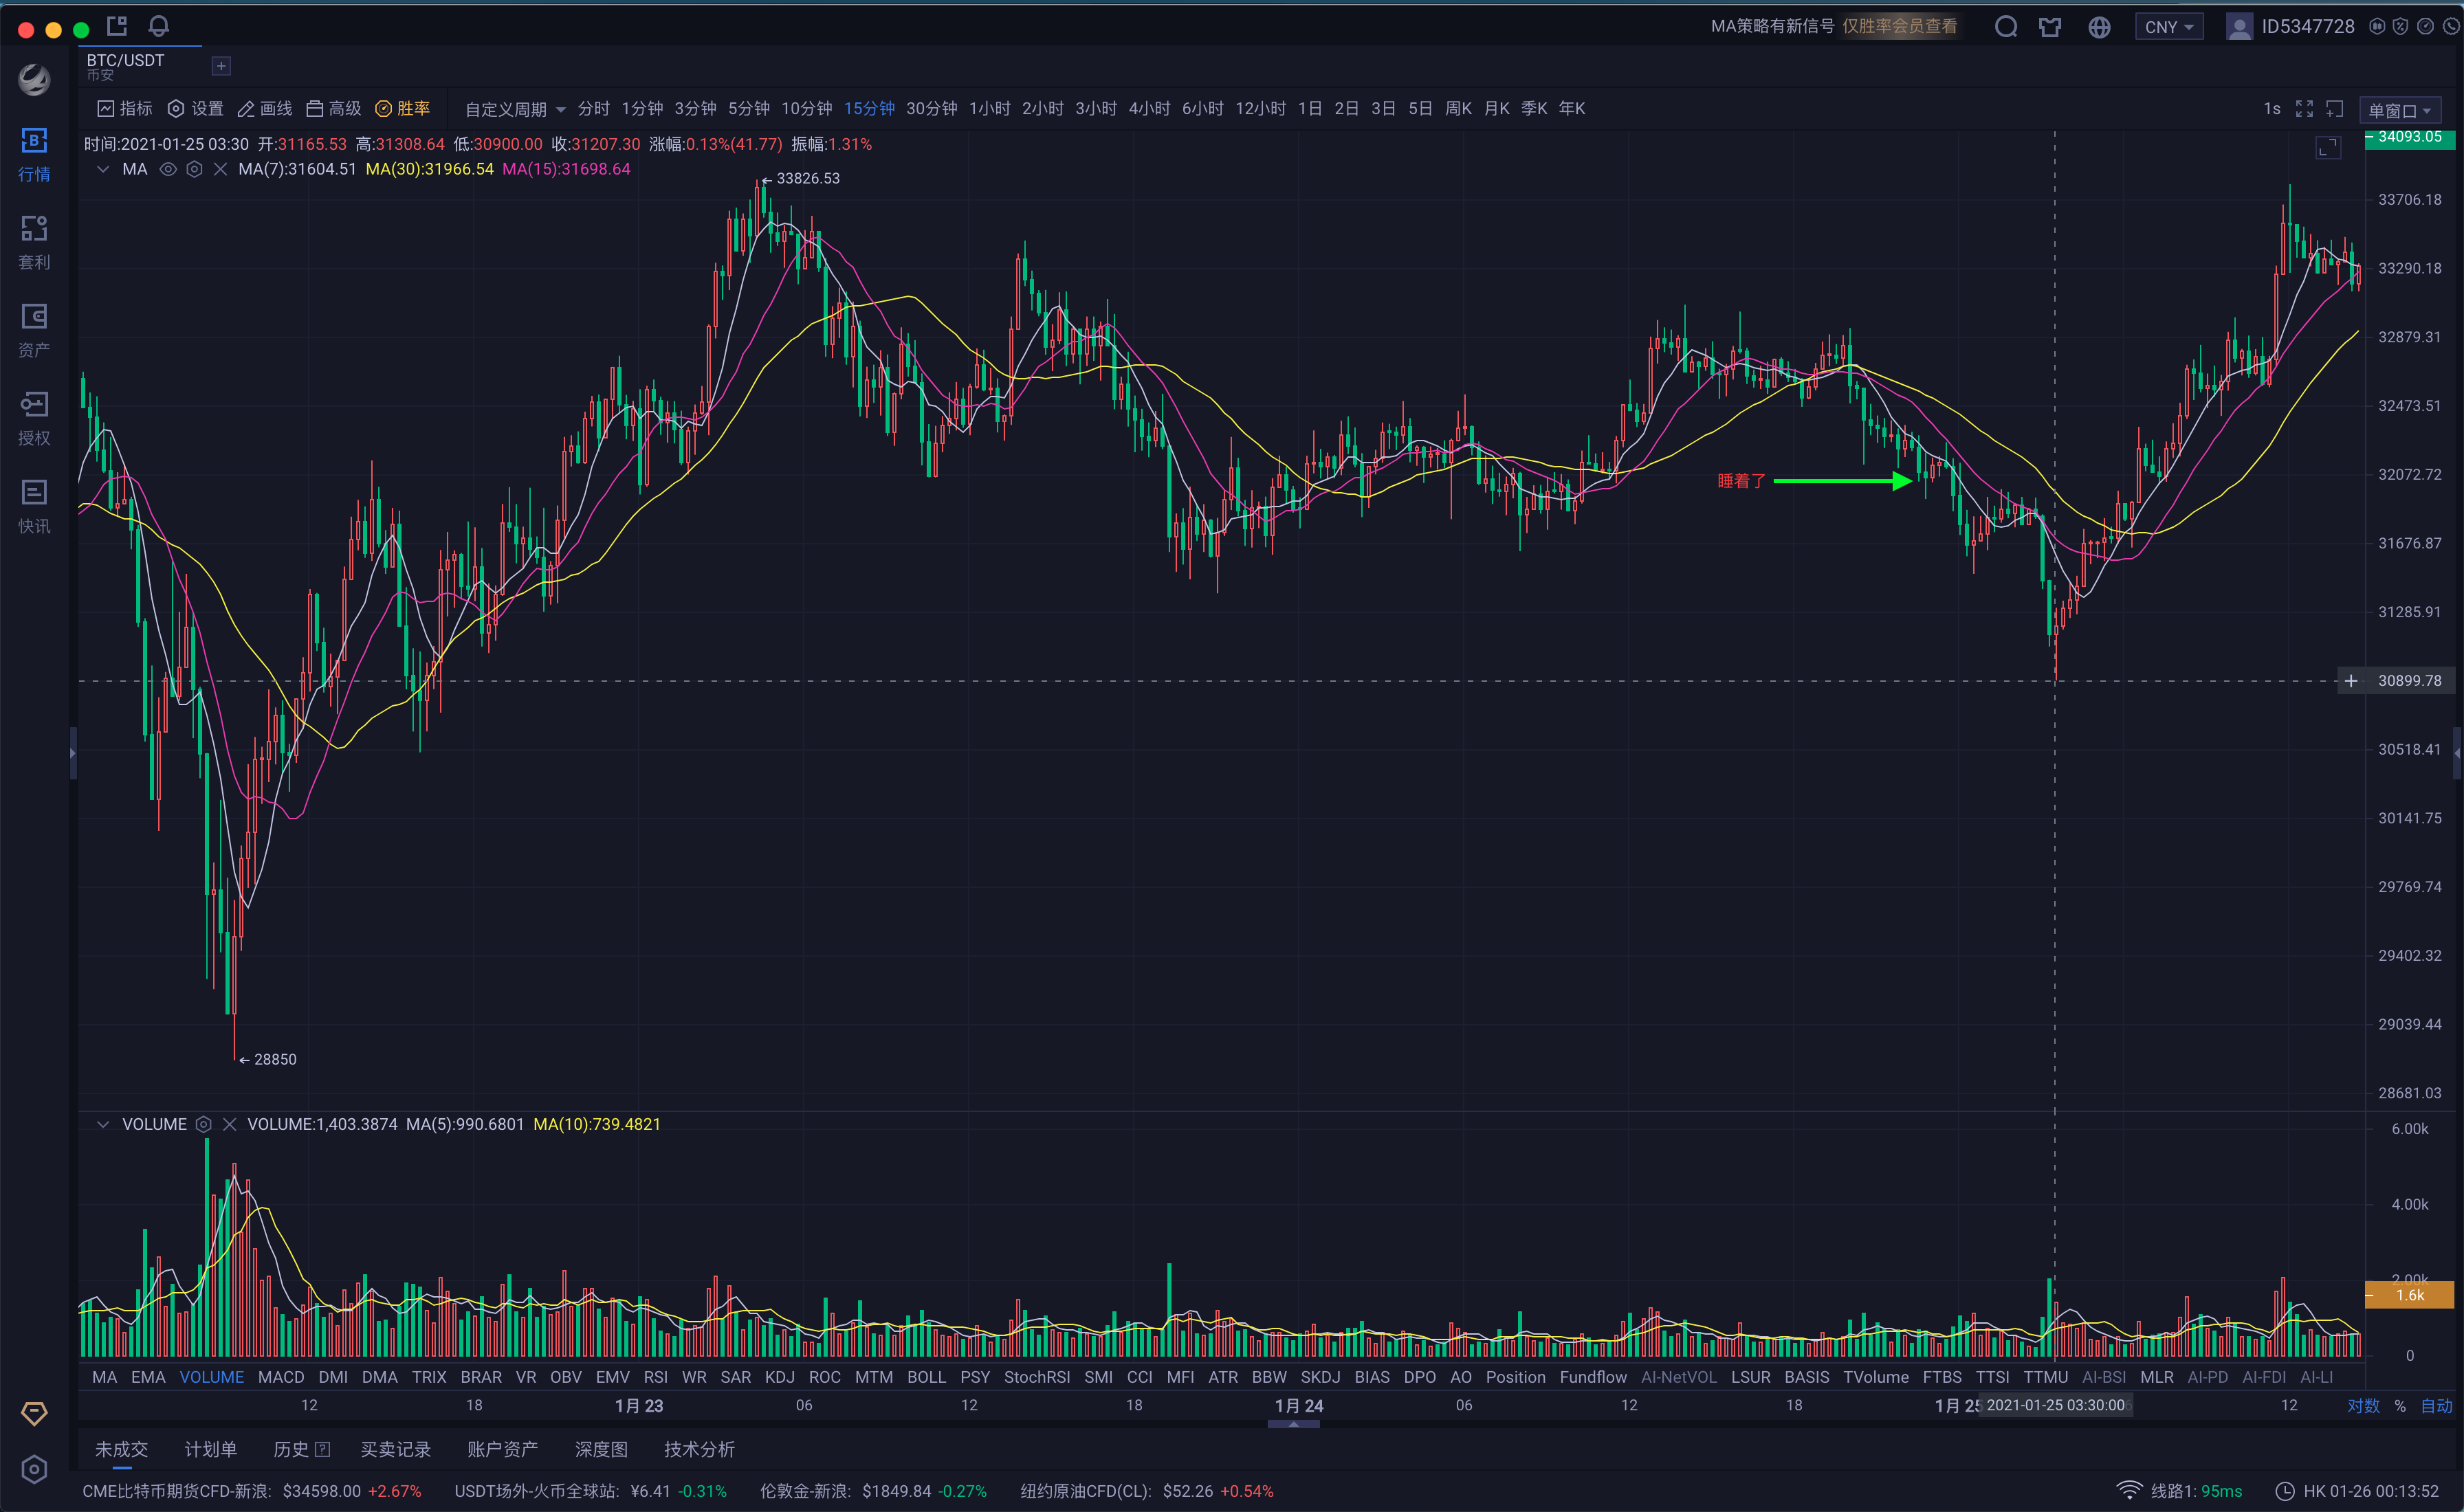 MA策略有新信号 仅胜率会员查看
CNY
ID5347728
BTC/USDT
币安
指标 设置 画线 高级 胜率 自定义周期 分时 1分钟 3分钟 5分钟 10分钟 15分钟 30分钟 1小时 2小时 3小时 4小时 6小时 12小时 1日 2日 3日 5日 周K 月K 季K 年K
1s
单窗口
行情
套利
资产
授权
快讯
时间:2021-01-25 03:30 开:31165.53 高:31308.64 低:30900.00 收:31207.30 涨幅:0.13%(41.77) 振幅:1.31%
MA MA(7):31604.51 MA(30):31966.54 MA(15):31698.64
33826.53
睡着了
28850
34093.05
33706.18
33290.18
32879.31
32473.51
32072.72
31676.87
31285.91
30899.78
30518.41
30141.75
29769.74
29402.32
29039.44
28681.03
VOLUME VOLUME:1,403.3874 MA(5):990.6801 MA(10):739.4821
6.00k
4.00k
2.00k
1.6k
0
MA EMA VOLUME MACD DMI DMA TRIX BRAR VR OBV EMV RSI WR SAR KDJ ROC MTM BOLL PSY StochRSI SMI CCI MFI ATR BBW SKDJ BIAS DPO AO Position Fundflow AI-NetVOL LSUR BASIS TVolume FTBS TTSI TTMU AI-BSI MLR AI-PD AI-FDI AI-LI
12 18 1月 23 06 12 18 1月 24 06 12 18 1月 25 2021-01-25 03:30:00 12
对数 % 自动
未成交 计划单 历史 买卖记录 账户资产 深度图 技术分析
CME比特币期货CFD-新浪: $34598.00 +2.67% USDT场外-火币全球站: ¥6.41 -0.31% 伦敦金-新浪: $1849.84 -0.27% 纽约原油CFD(CL): $52.26 +0.54%
线路1: 95ms
HK 01-26 00:13:52